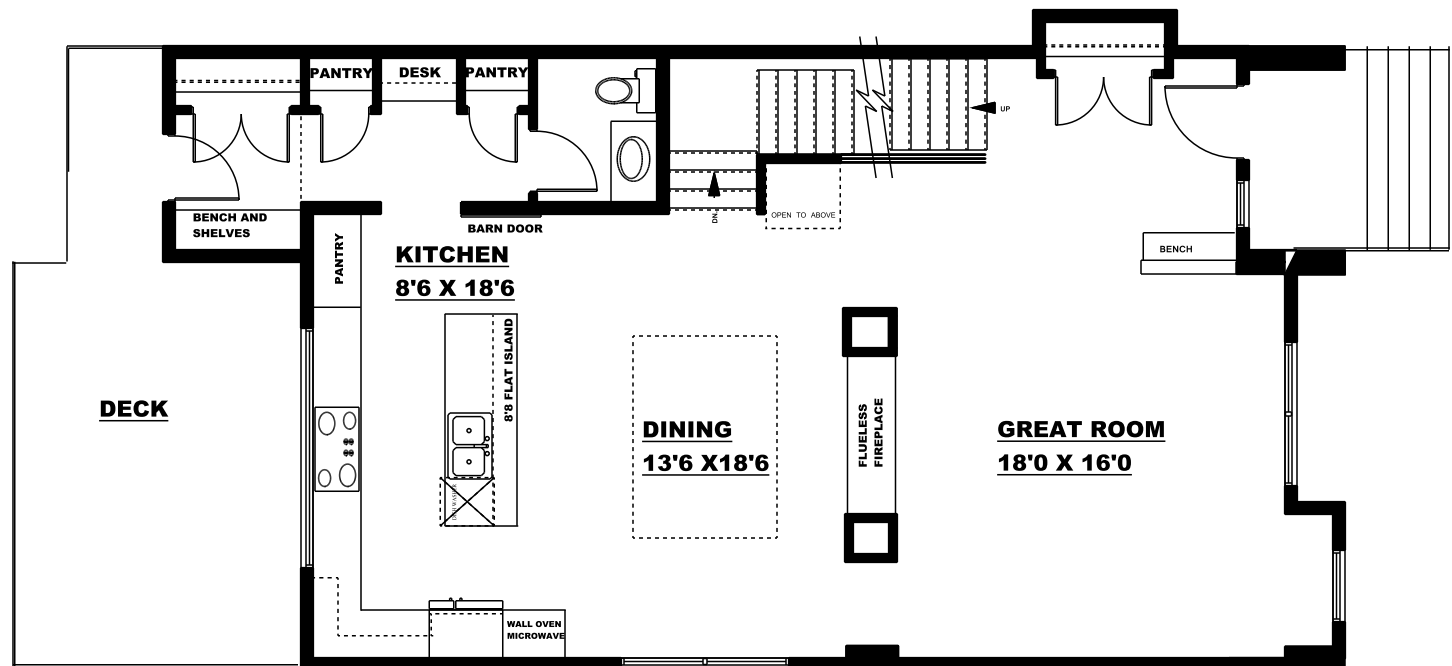 PANTRY
DESK
PANTRY
UP
BENCH AND
SHELVES
DN.
OPEN TO ABOVE
BARN DOOR
PANTRY
KITCHEN
8'6 X 18'6
BENCH
8'8 FLAT ISLAND
DECK
DINING
13'6 X18'6
FLUELESS
FIREPLACE
GREAT ROOM
18'0 X 16'0
DISHWASHER
WALL OVEN
MICROWAVE